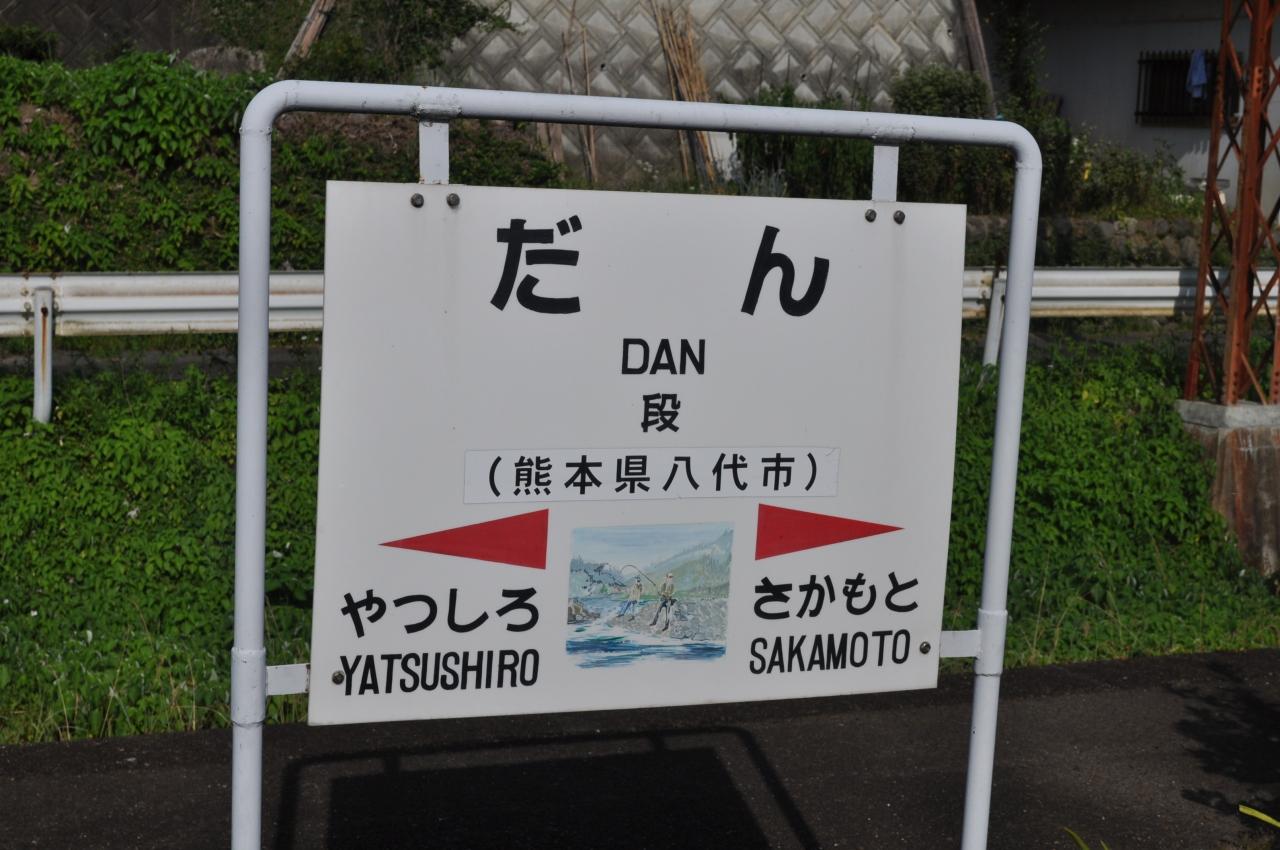 だん
DAN
段
(熊本県八代市)
やつしろ
YATSUSHIRO
さかもと
SAKAMOTO